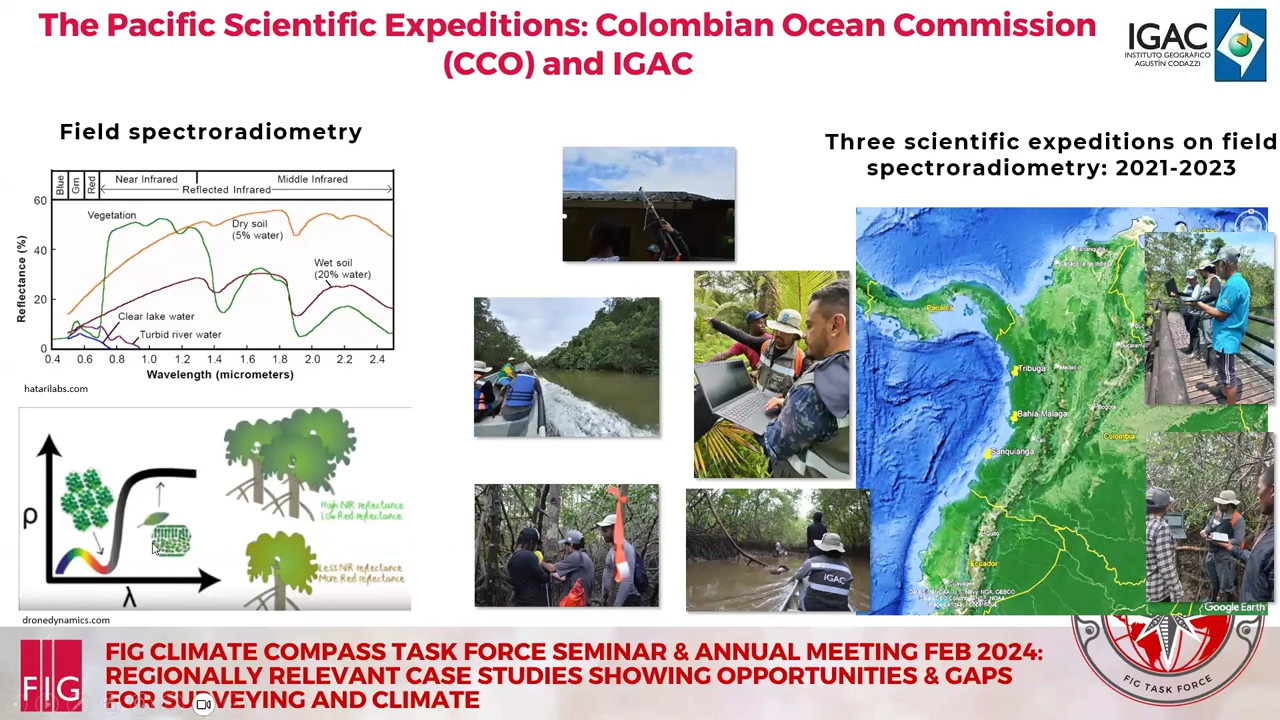 The Pacific Scientific Expeditions: Colombian Ocean Commission
(CCO) and IGAC
IGAC
INSTITUTO GEOGRÁFICO
AGUSTÍN CODAZZI
Field spectroradiometry
Blue
Grn
Red
Near Infrared
Middle Infrared
Reflected Infrared
Reflectance (%)
60
40
20
0
Vegetation
Dry soil
(5% water)
Wet soil
(20% water)
Clear lake water
Turbid river water
0.4 0.6 0.8 1.0 1.2 1.4 1.6 1.8 2.0 2.2 2.4
Wavelength (micrometers)
hatarilabs.com
ρ
λ
High NIR reflectance
Low Red reflectance
Less NIR reflectance
More Red reflectance
dronedynamics.com
IGAC
Three scientific expeditions on field
spectroradiometry: 2021-2023
Panama
Tribuga
Medellin
Bahia Malaga
Bogota
Cali
Colombia
Sanquianga
Ecuador
Google Earth
FIG
FIG CLIMATE COMPASS TASK FORCE SEMINAR & ANNUAL MEETING FEB 2024:
REGIONALLY RELEVANT CASE STUDIES SHOWING OPPORTUNITIES & GAPS
FOR SURVEYING AND CLIMATE
FIG TASK FORCE